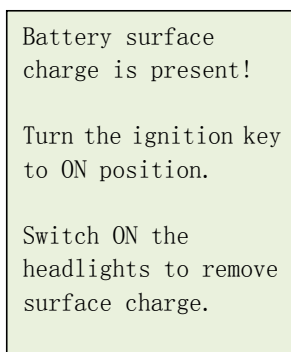 Battery surface
charge is present!
Turn the ignition key
to ON position.
Switch ON the
headlights to remove
surface charge.